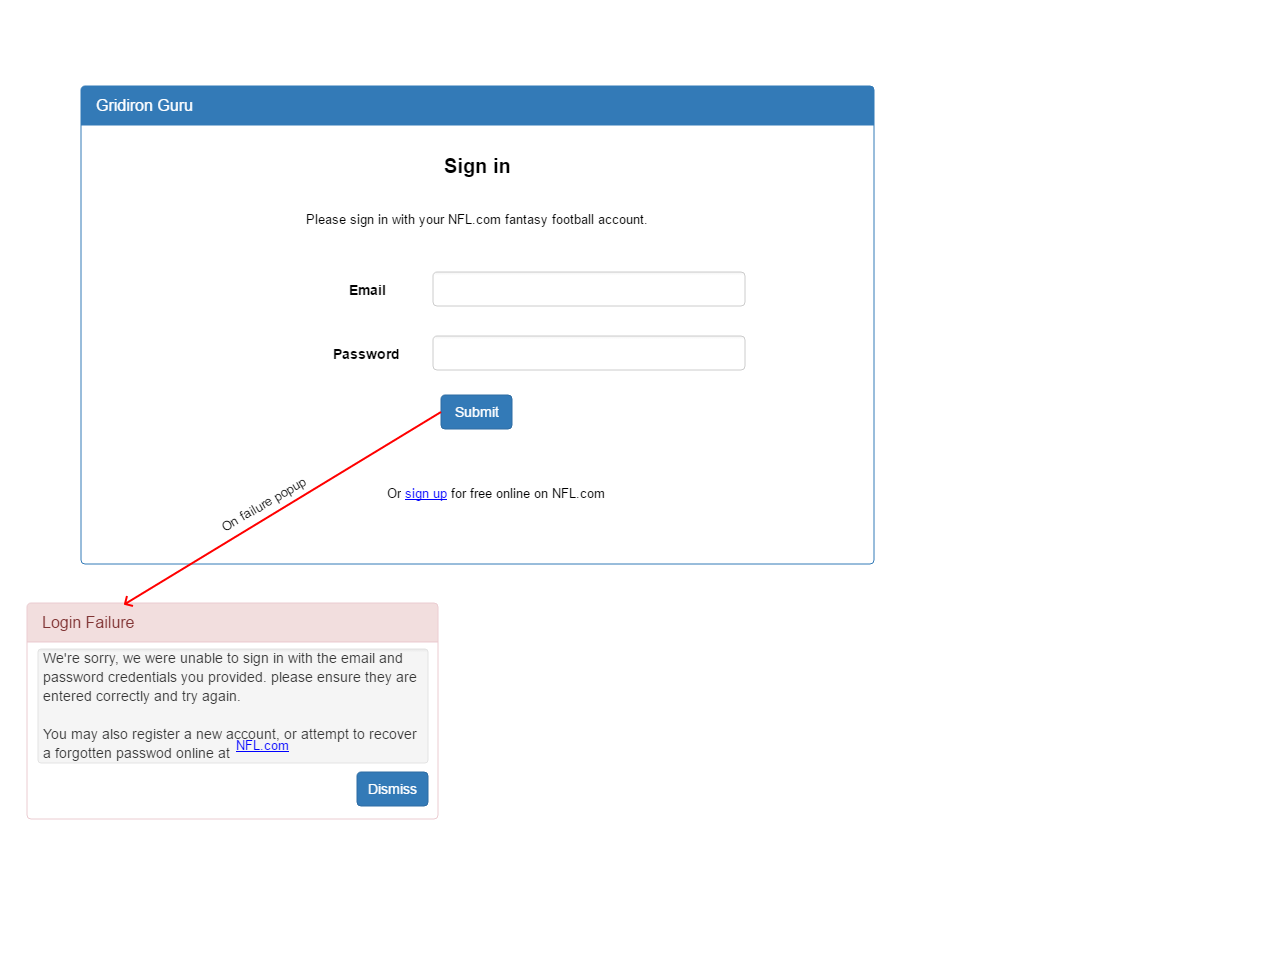 Gridiron Guru
Sign in
Please sign in with your NFL.com fantasy football account.
Email
Password
Submit
On failure popup
Or sign up for free online on NFL.com
Login Failure
We're sorry, we were unable to sign in with the email and
password credentials you provided. please ensure they are
entered correctly and try again.
You may also register a new account, or attempt to recover
a forgotten passwod online at NFL.com
Dismiss